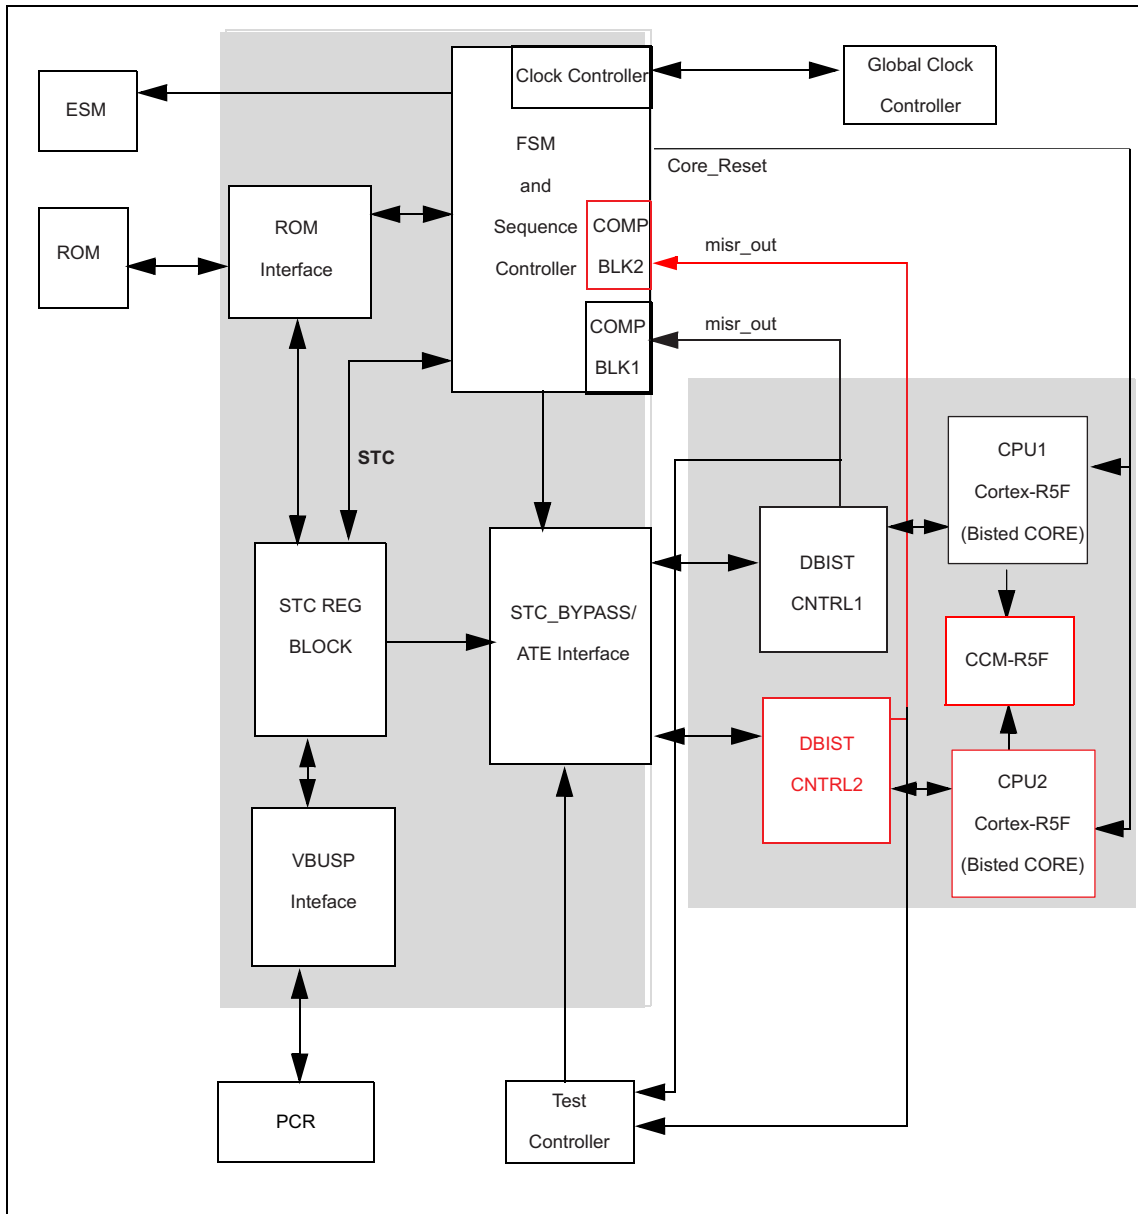 Clock Controller
Global Clock
Controller
ESM
FSM
and
Sequence
Controller
Core_Reset
ROM
Interface
COMP
BLK2
misr_out
ROM
COMP
BLK1
misr_out
STC
CPU1
Cortex-R5F
(Bisted CORE)
DBIST
CNTRL1
STC REG
BLOCK
STC_BYPASS/
ATE Interface
CCM-R5F
DBIST
CNTRL2
CPU2
Cortex-R5F
(Bisted CORE)
VBUSP
Inteface
PCR
Test
Controller